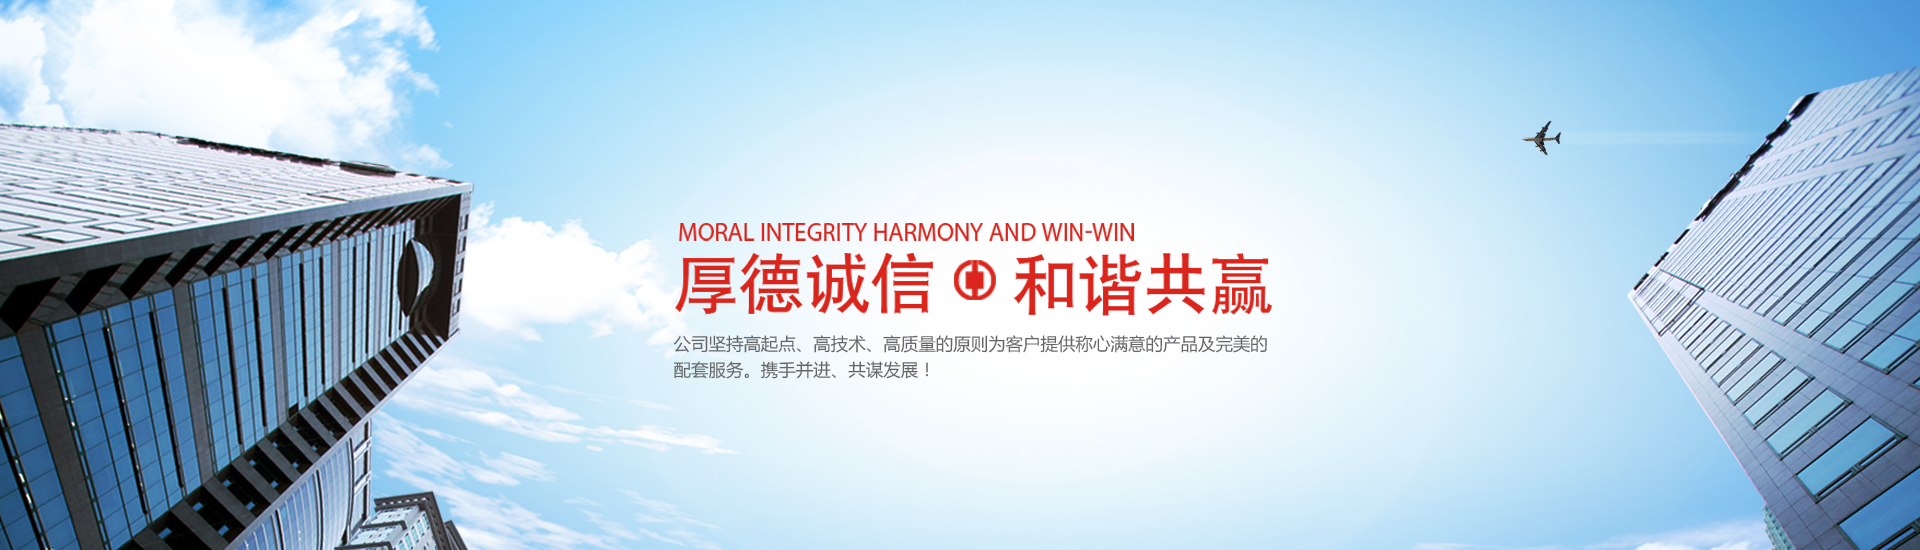 MORAL INTEGRITY HARMONY AND WIN-WIN
厚德诚信 和谐共赢
公司坚持高起点、高技术、高质量的原则为客户提供称心满意的产品及完美的
配套服务。携手并进、共谋发展！